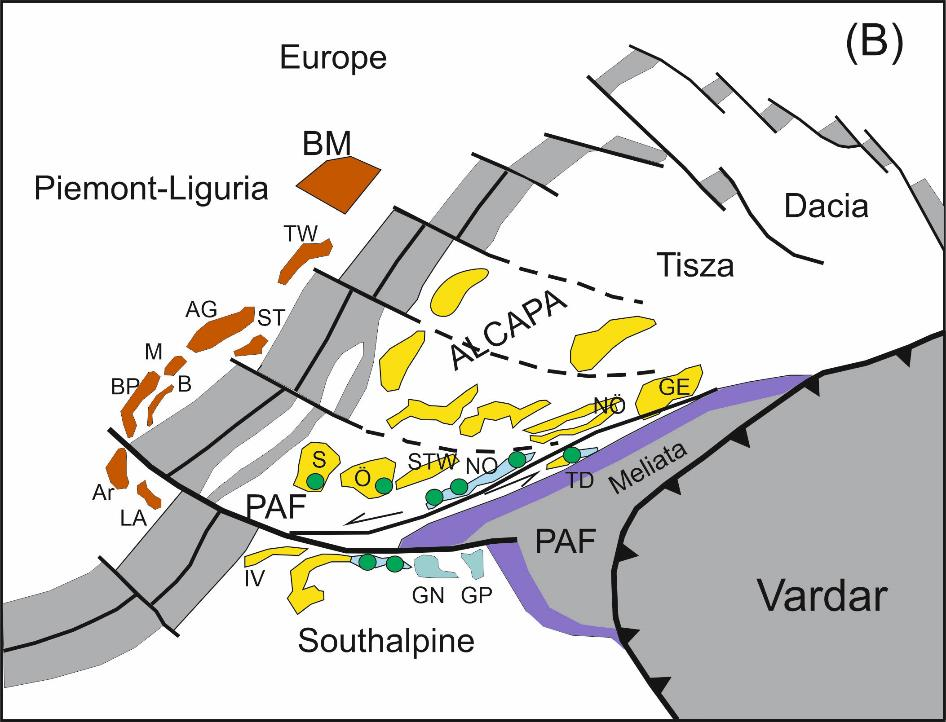 (B)
Europe
BM
Piemont-Liguria
Dacia
TW
Tisza
AG
ST
ALCAPA
M
BP
B
GE
NÖ
S
STW
NO
Ö
Meliata
TD
Ar
LA
PAF
PAF
IV
GN
GP
Vardar
Southalpine